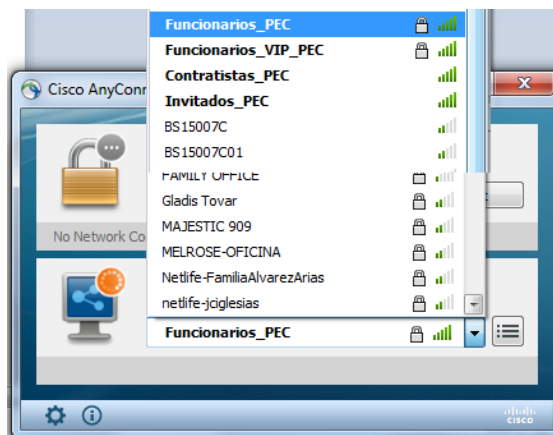 Funcionarios_PEC
Funcionarios_VIP_PEC
Contratistas_PEC
Invitados_PEC
BS15007C
BS15007C01
FAMILY OFFICE
Gladis Tovar
MAJESTIC 909
MELROSE-OFICINA
Netlife-FamiliaAlvarezArias
netlife-jciglesias
Cisco AnyConn
No Network Co
Funcionarios_PEC
CISCO